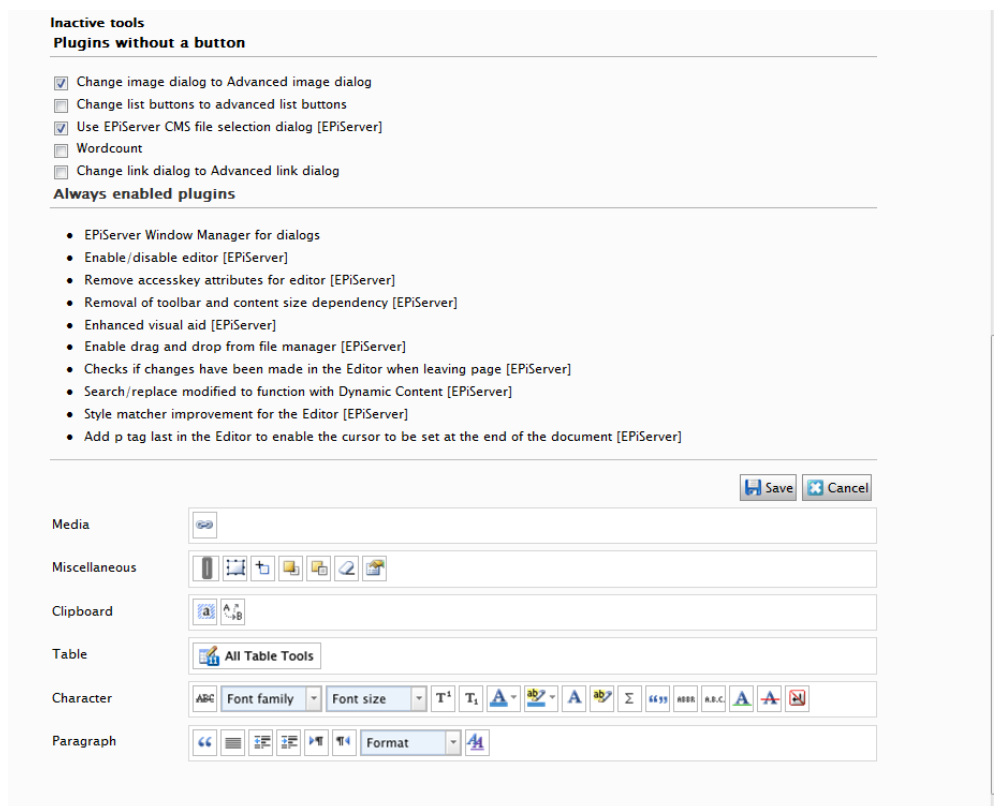 Inactive tools
Plugins without a button
Change image dialog to Advanced image dialog
Change list buttons to advanced list buttons
Use EPiServer CMS file selection dialog [EPiServer]
Wordcount
Change link dialog to Advanced link dialog
Always enabled plugins
EPiServer Window Manager for dialogs
Enable/disable editor [EPiServer]
Remove accesskey attributes for editor [EPiServer]
Removal of toolbar and content size dependency [EPiServer]
Enhanced visual aid [EPiServer]
Enable drag and drop from file manager [EPiServer]
Checks if changes have been made in the Editor when leaving page [EPiServer]
Search/replace modified to function with Dynamic Content [EPiServer]
Style matcher improvement for the Editor [EPiServer]
Add p tag last in the Editor to enable the cursor to be set at the end of the document [EPiServer]
Save Cancel
Media
Miscellaneous
Clipboard a A B
Table All Table Tools
Character ABC Font family Font size T¹ T₁ A ab A ab Σ ABBR A.B.C. A A
Paragraph Format A